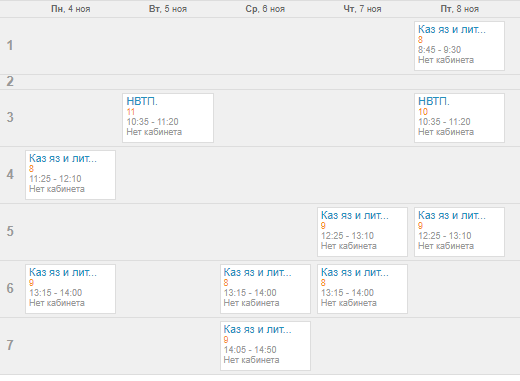 Пн, 4 ноя Вт, 5 ноя Ср, 6 ноя Чт, 7 ноя Пт, 8 ноя
1
Каз яз и лит...
8
8:45 - 9:30
Нет кабинета
2
3
НВТП.
11
10:35 - 11:20
Нет кабинета
НВТП.
10
10:35 - 11:20
Нет кабинета
4
Каз яз и лит...
8
11:25 - 12:10
Нет кабинета
5
Каз яз и лит...
9
12:25 - 13:10
Нет кабинета
Каз яз и лит...
9
12:25 - 13:10
Нет кабинета
6
Каз яз и лит...
9
13:15 - 14:00
Нет кабинета
Каз яз и лит...
8
13:15 - 14:00
Нет кабинета
Каз яз и лит...
8
13:15 - 14:00
Нет кабинета
7
Каз яз и лит...
9
14:05 - 14:50
Нет кабинета